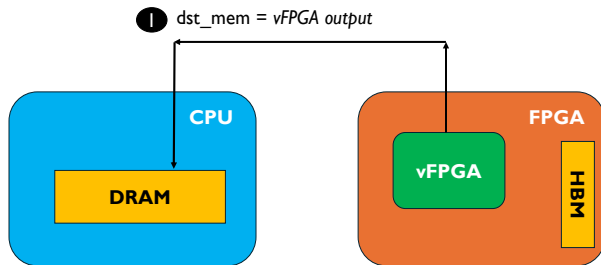 1 dst_mem = vFPGA output
CPU
FPGA
vFPGA
DRAM
HBM